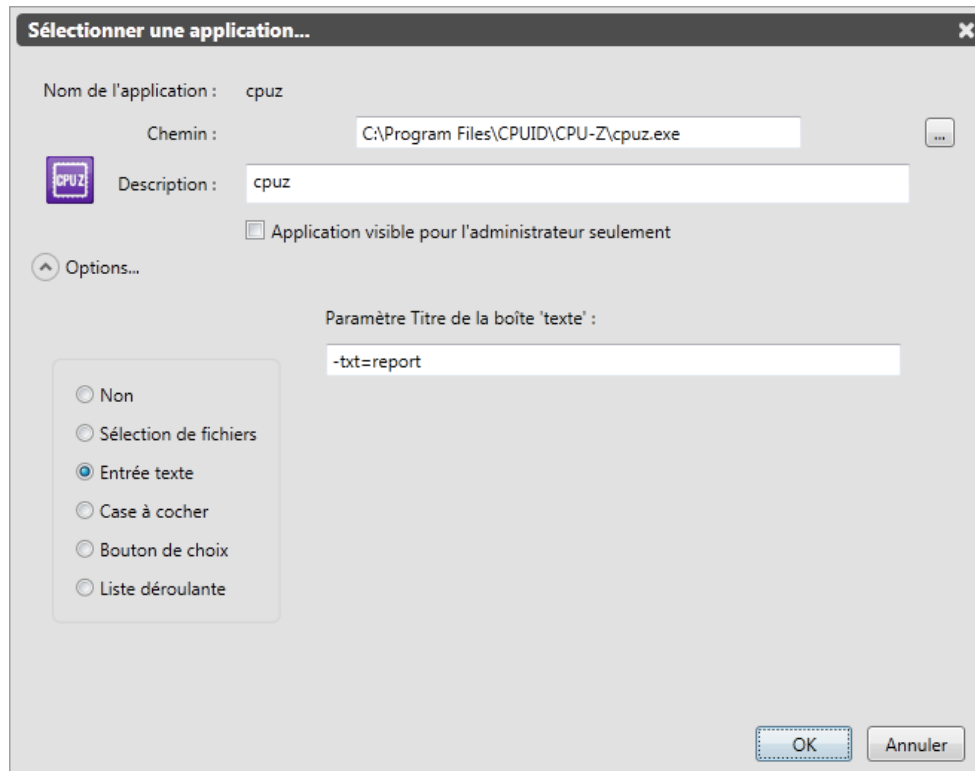 Sélectionner une application...
Nom de l'application : cpuz
Chemin : C:\Program Files\CPUID\CPU-Z\cpuz.exe ...
CPU Z
Description : cpuz
Application visible pour l'administrateur seulement
Options...
Paramètre Titre de la boîte 'texte' :
-txt=report
Non
Sélection de fichiers
Entrée texte
Case à cocher
Bouton de choix
Liste déroulante
OK Annuler